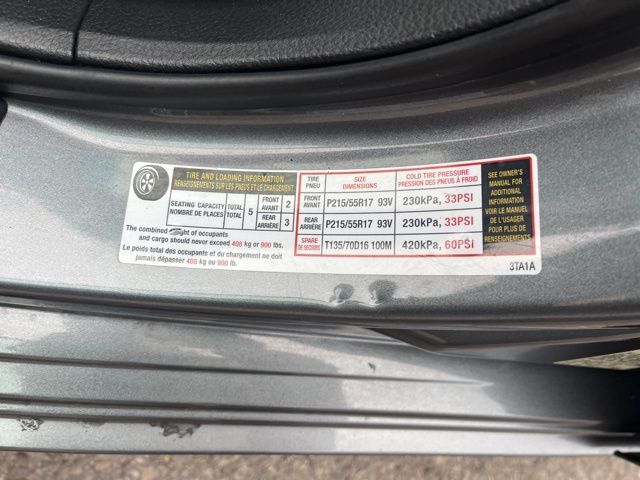 TIRE AND LOADING INFORMATION
RENSEIGNEMENTS SUR LES PNEUS ET LE CHARGEMENT
SEATING CAPACITY
NOMBRE DE PLACES
TOTAL
TOTAL
5
FRONT
AVANT
2
REAR
ARRIÈRE
3
The combined weight of occupants
and cargo should never exceed 408 kg or 900 lbs.
Le poids total des occupants et du chargement ne doit
jamais dépasser 408 kg ou 900 lb.
TIRE
PNEU
SIZE
DIMENSIONS
COLD TIRE PRESSURE
PRESSION DES PNEUS À FROID
FRONT
AVANT
P215/55R17 93V
230kPa, 33PSI
REAR
ARRIÈRE
P215/55R17 93V
230kPa, 33PSI
SPARE
DE SECOURS
T135/70D16 100M
420kPa, 60PSI
SEE OWNER'S
MANUAL FOR
ADDITIONAL
INFORMATION
VOIR LE MANUEL
DE L'USAGER
POUR PLUS DE
RENSEIGNEMENTS
3TA1A